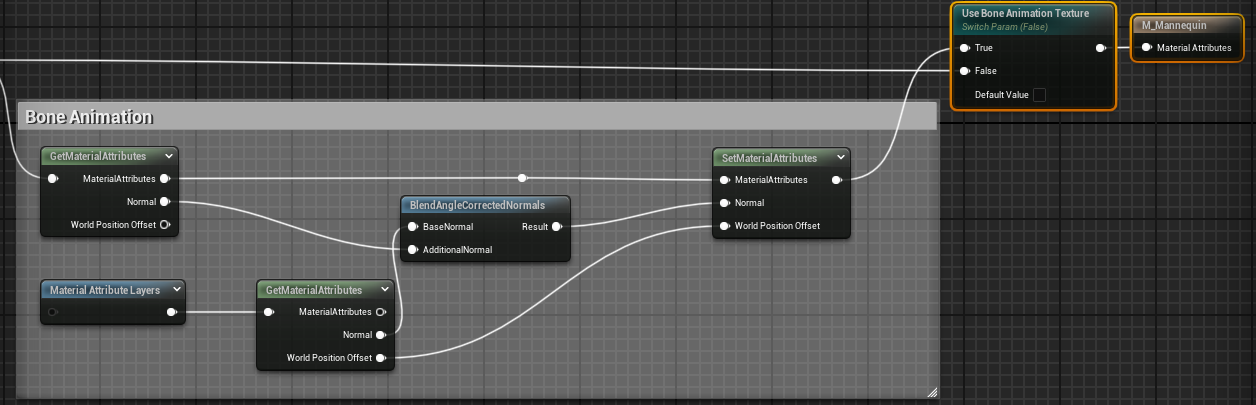 Use Bone Animation Texture
Switch Param (False)
True
False
Default Value
M_Mannequin
Material Attributes
Bone Animation
GetMaterialAttributes
MaterialAttributes
Normal
World Position Offset
BlendAngleCorrectedNormals
BaseNormal
Result
AdditionalNormal
SetMaterialAttributes
MaterialAttributes
Normal
World Position Offset
Material Attribute Layers
GetMaterialAttributes
MaterialAttributes
Normal
World Position Offset